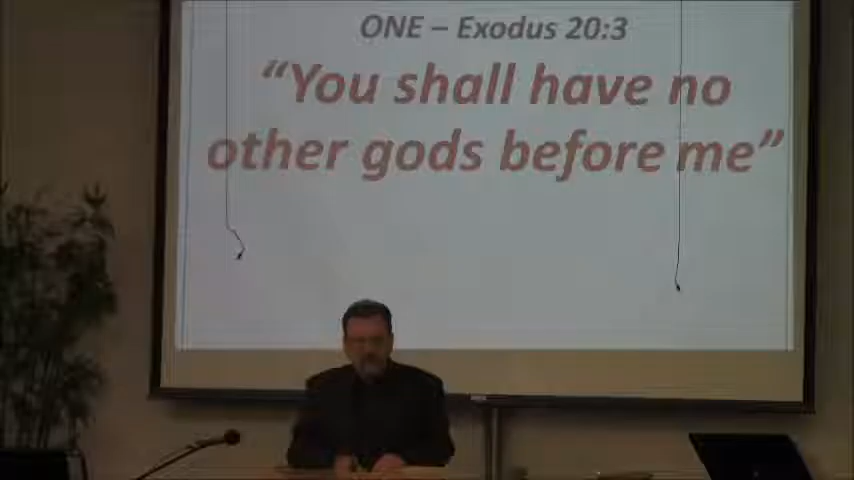 ONE – Exodus 20:3
“You shall have no
other gods before me”